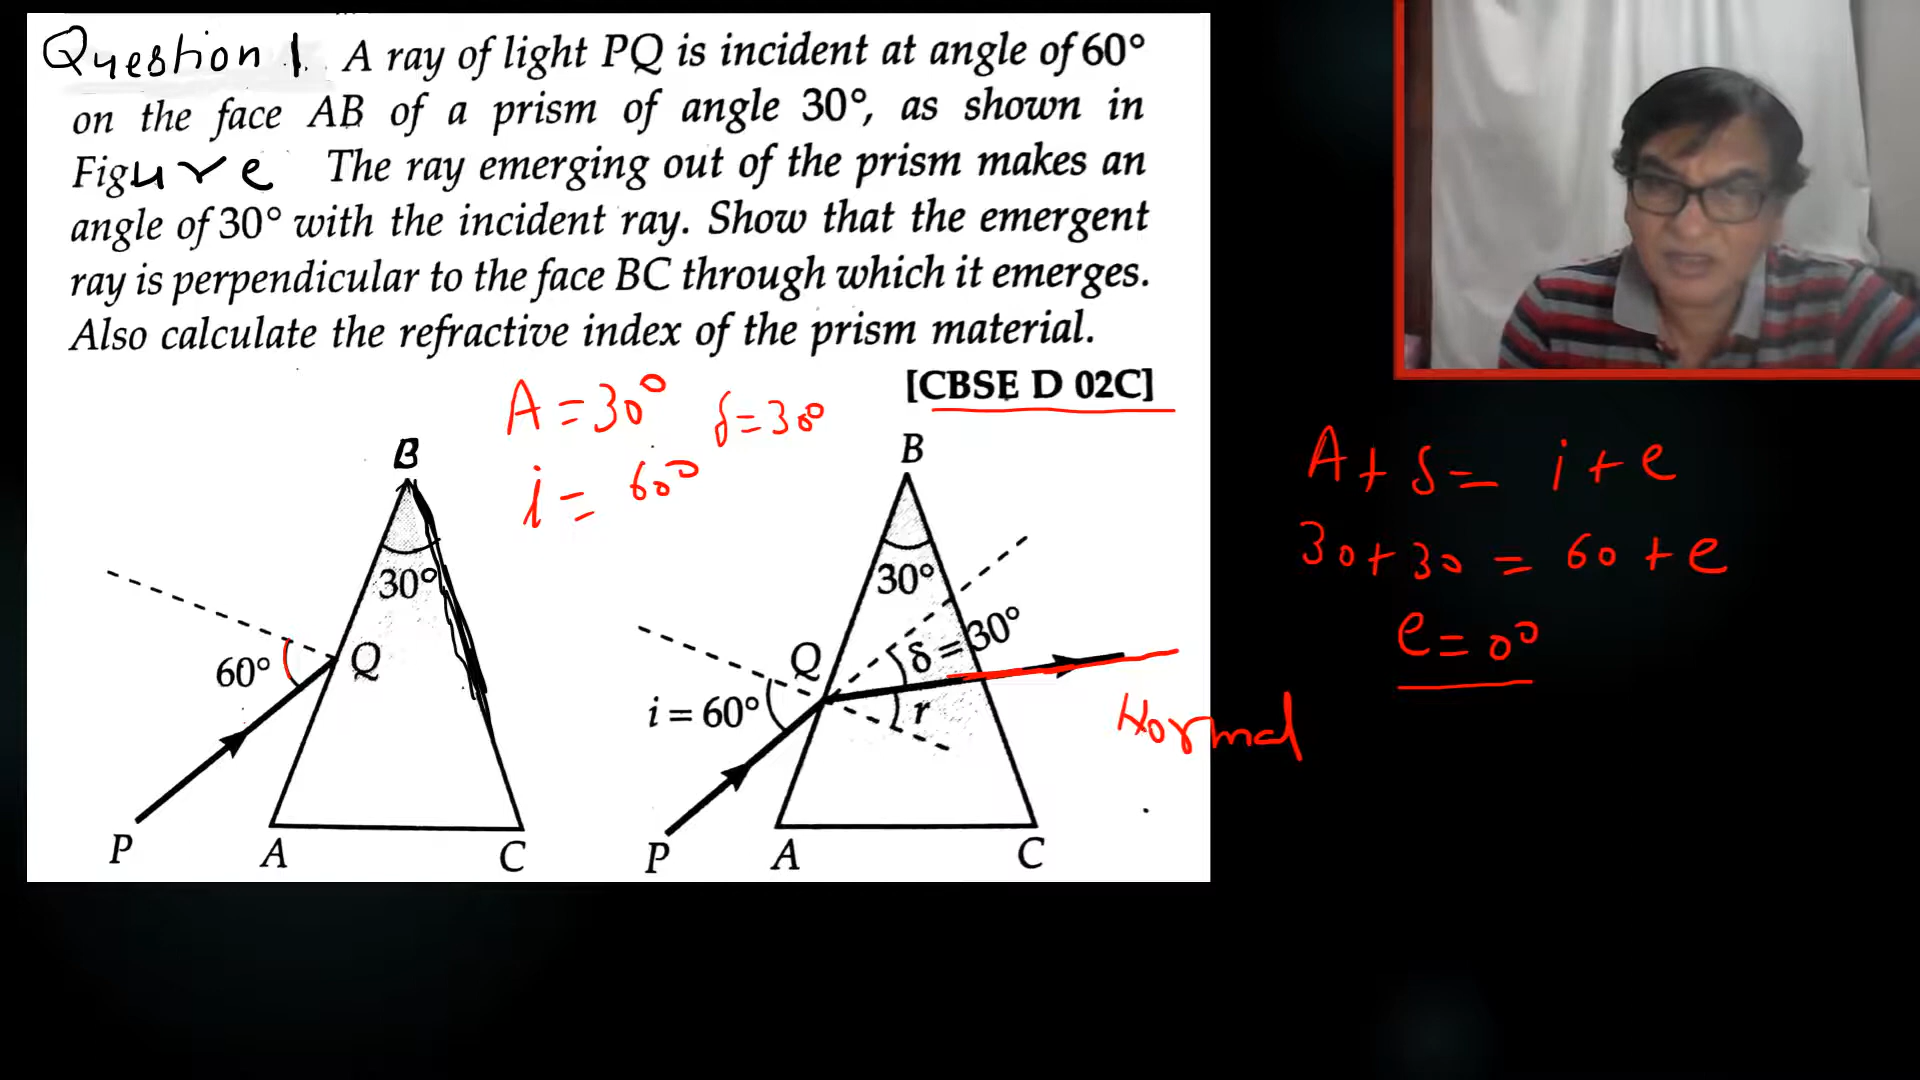 Question 1. A ray of light PQ is incident at angle of 60°
on the face AB of a prism of angle 30°, as shown in
Figure The ray emerging out of the prism makes an
angle of 30° with the incident ray. Show that the emergent
ray is perpendicular to the face BC through which it emerges.
Also calculate the refractive index of the prism material.
[CBSE D 02C]
A = 30° δ = 30°
i = 60°
B
30°
60°
Q
P
A
C
B
30°
Q
δ = 30°
i = 60°
r
P
A
C
Normal
A + δ = i + e
30 + 30 = 60 + e
e = 0°